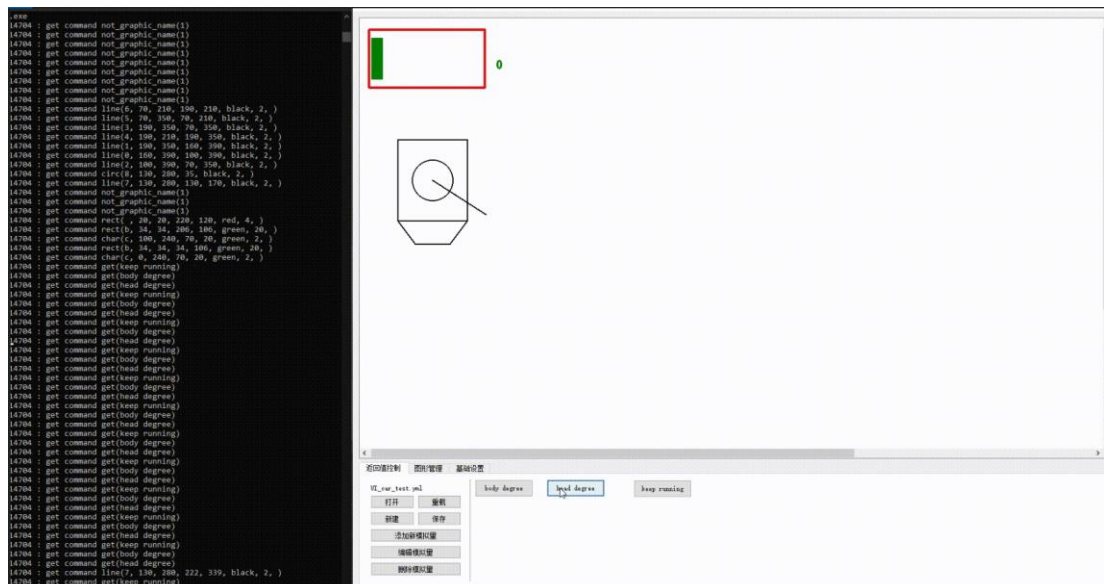 .exe
14704 : get command not_graphic_name(1)
14704 : get command not_graphic_name(1)
14704 : get command not_graphic_name(1)
14704 : get command not_graphic_name(1)
14704 : get command not_graphic_name(1)
14704 : get command not_graphic_name(1)
14704 : get command not_graphic_name(1)
14704 : get command not_graphic_name(1)
14704 : get command not_graphic_name(1)
14704 : get command line(6, 70, 210, 190, 210, black, 2, )
14704 : get command line(5, 70, 350, 70, 210, black, 2, )
14704 : get command line(3, 190, 350, 70, 350, black, 2, )
14704 : get command line(4, 190, 210, 190, 350, black, 2, )
14704 : get command line(1, 190, 350, 160, 390, black, 2, )
14704 : get command line(0, 160, 390, 100, 390, black, 2, )
14704 : get command line(2, 100, 390, 70, 350, black, 2, )
14704 : get command circ(8, 130, 280, 35, black, 2, )
14704 : get command line(7, 130, 280, 130, 170, black, 2, )
14704 : get command not_graphic_name(1)
14704 : get command not_graphic_name(1)
14704 : get command not_graphic_name(1)
14704 : get command rect( , 20, 20, 220, 120, red, 4, )
14704 : get command rect(b, 34, 34, 206, 106, green, 20, )
14704 : get command char(c, 100, 240, 70, 20, green, 2, )
14704 : get command rect(b, 34, 34, 34, 106, green, 20, )
14704 : get command char(c, 0, 240, 70, 20, green, 2, )
14704 : get command get(keep running)
14704 : get command get(body degree)
14704 : get command get(head degree)
14704 : get command get(keep running)
14704 : get command get(body degree)
14704 : get command get(head degree)
14704 : get command get(keep running)
14704 : get command get(body degree)
14704 : get command get(head degree)
14704 : get command get(keep running)
14704 : get command get(body degree)
14704 : get command get(head degree)
14704 : get command get(keep running)
14704 : get command get(body degree)
14704 : get command get(head degree)
14704 : get command get(keep running)
14704 : get command get(body degree)
14704 : get command get(head degree)
14704 : get command get(keep running)
14704 : get command get(body degree)
14704 : get command get(head degree)
14704 : get command get(keep running)
14704 : get command get(body degree)
14704 : get command get(head degree)
14704 : get command get(keep running)
14704 : get command get(body degree)
14704 : get command get(head degree)
14704 : get command get(keep running)
14704 : get command get(body degree)
14704 : get command get(head degree)
14704 : get command get(keep running)
14704 : get command get(body degree)
14704 : get command get(head degree)
14704 : get command line(7, 130, 280, 222, 339, black, 2, )
14704 : get command get(keep running)
0
返回值控制 图形管理 基础设置
UI_car_test.yml
打开 重载
新建 保存
添加新模拟量
编辑模拟量
删除模拟量
body degree head degree keep running